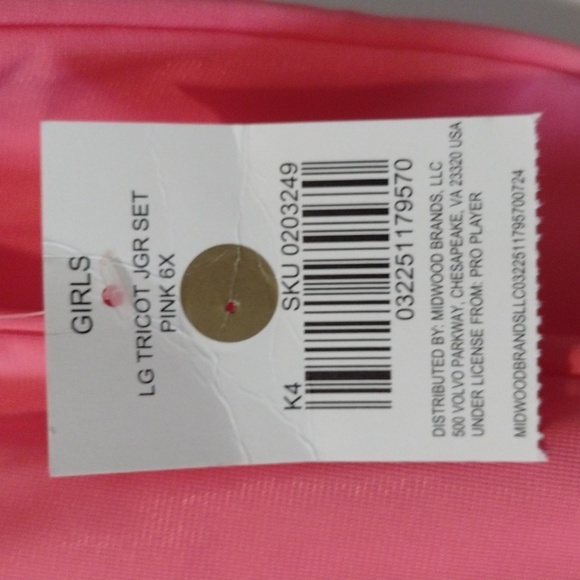 GIRLS
LG TRICOT JGR SET
PINK 6X
K4 SKU 0203249
032251179570
DISTRIBUTED BY: MIDWOOD BRANDS, LLC
500 VOLVO PARKWAY, CHESAPEAKE, VA 23320 USA
UNDER LICENSE FROM: PRO PLAYER
MIDWOODBRANDSLLC0322511795700724